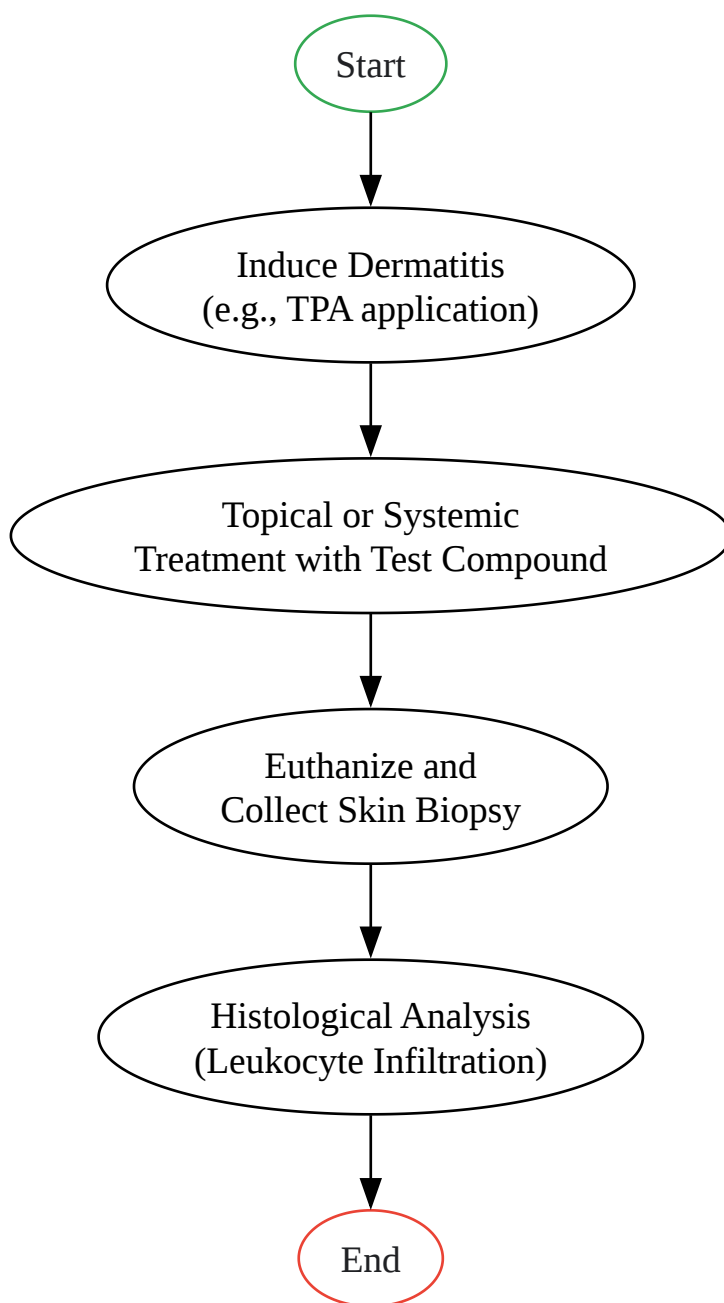 Start
Induce Dermatitis
(e.g., TPA application)
Topical or Systemic
Treatment with Test Compound
Euthanize and
Collect Skin Biopsy
Histological Analysis
(Leukocyte Infiltration)
End